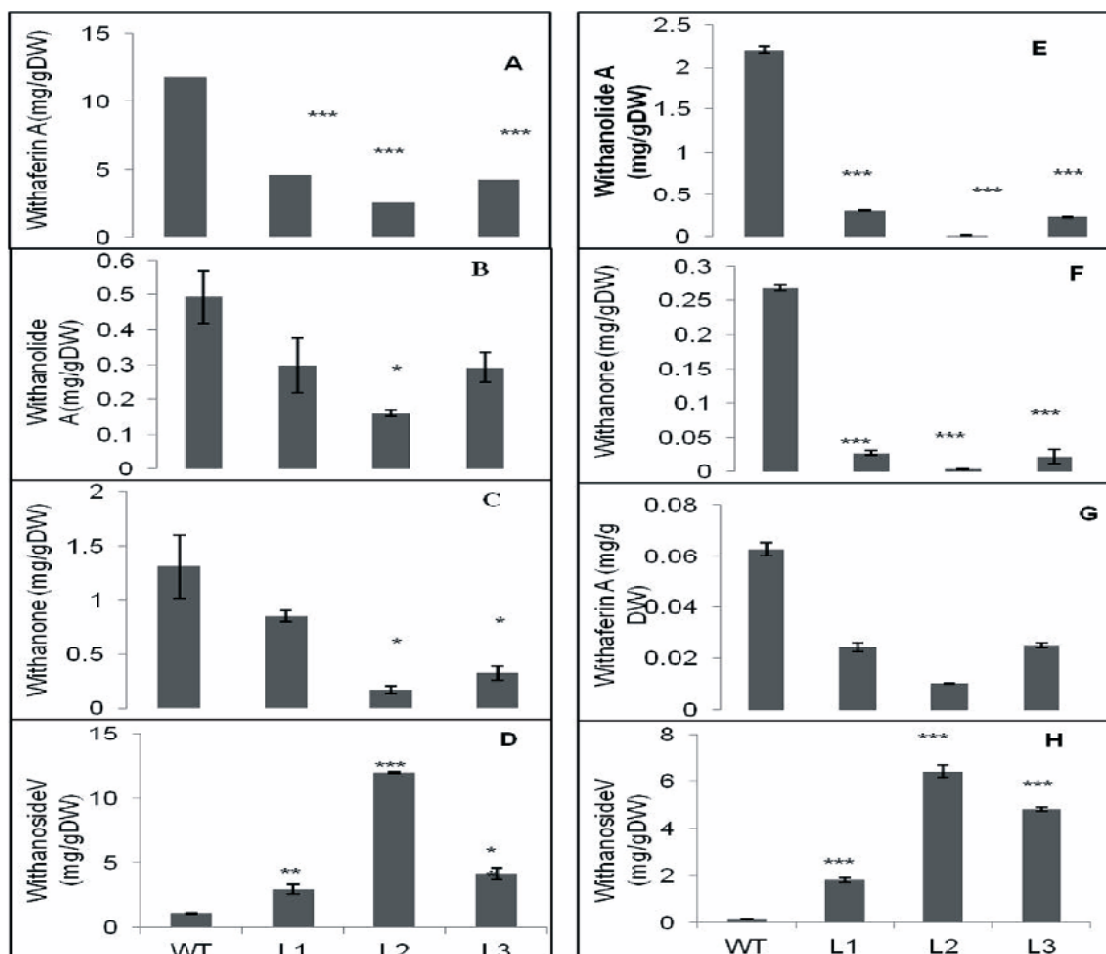 A
Withaferin A (mg/gDW)
15
10
5
0
***
***
***
B
Withanolide
A(mg/gDW)
0.6
0.5
0.4
0.3
0.2
0.1
0
*
C
Withanone (mg/gDW)
2
1.5
1
0.5
0
*
*
D
WithanosideV
(mg/gDW)
15
10
5
0
**
***
*
WT L1 L2 L3
E
Withanolide A
(mg/gDW)
2.5
2
1.5
1
0.5
0
***
***
***
F
Withanone (mg/gDW)
0.3
0.25
0.2
0.15
0.1
0.05
0
***
***
***
G
Withaferin A (mg/g
DW)
0.08
0.06
0.04
0.02
0
H
WithanosideV
(mg/gDW)
8
6
4
2
0
***
***
***
WT L1 L2 L3